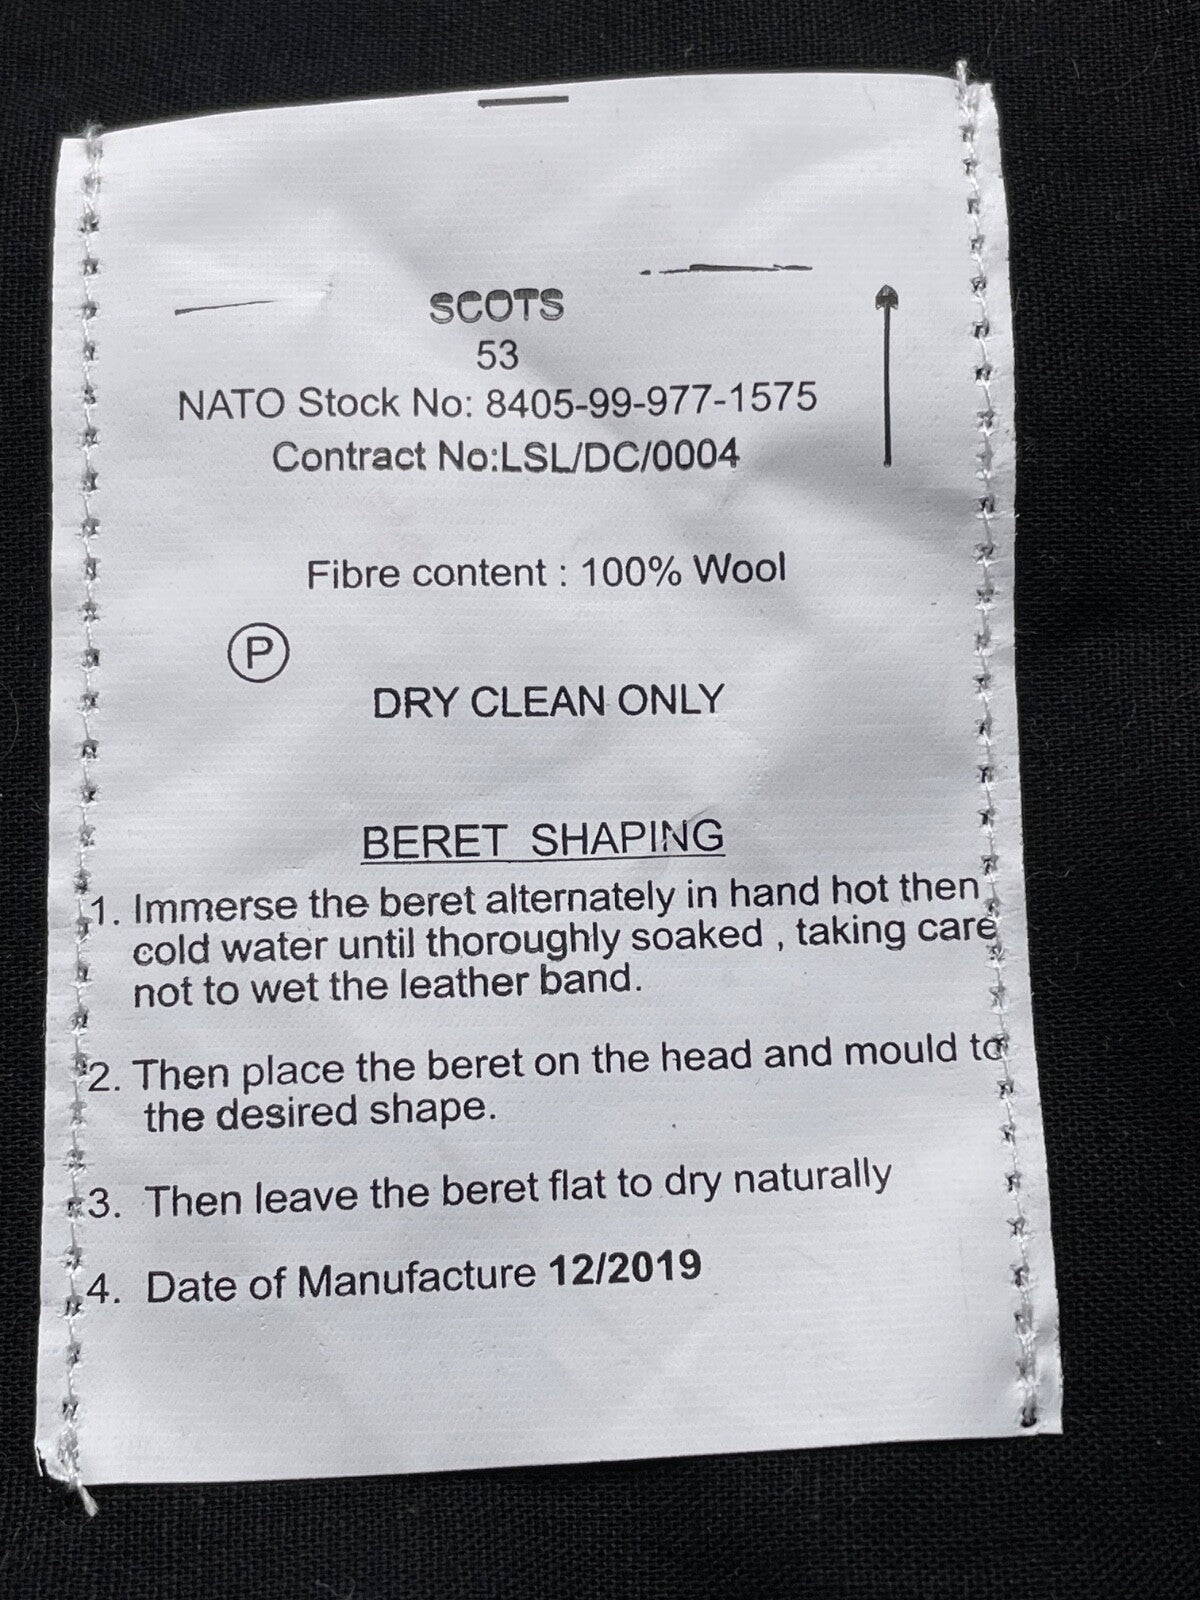 SCOTS
53
NATO Stock No: 8405-99-977-1575
Contract No:LSL/DC/0004
Fibre content : 100% Wool
P
DRY CLEAN ONLY
BERET SHAPING
1. Immerse the beret alternately in hand hot then
cold water until thoroughly soaked , taking care
not to wet the leather band.
2. Then place the beret on the head and mould to
the desired shape.
3. Then leave the beret flat to dry naturally
4. Date of Manufacture 12/2019